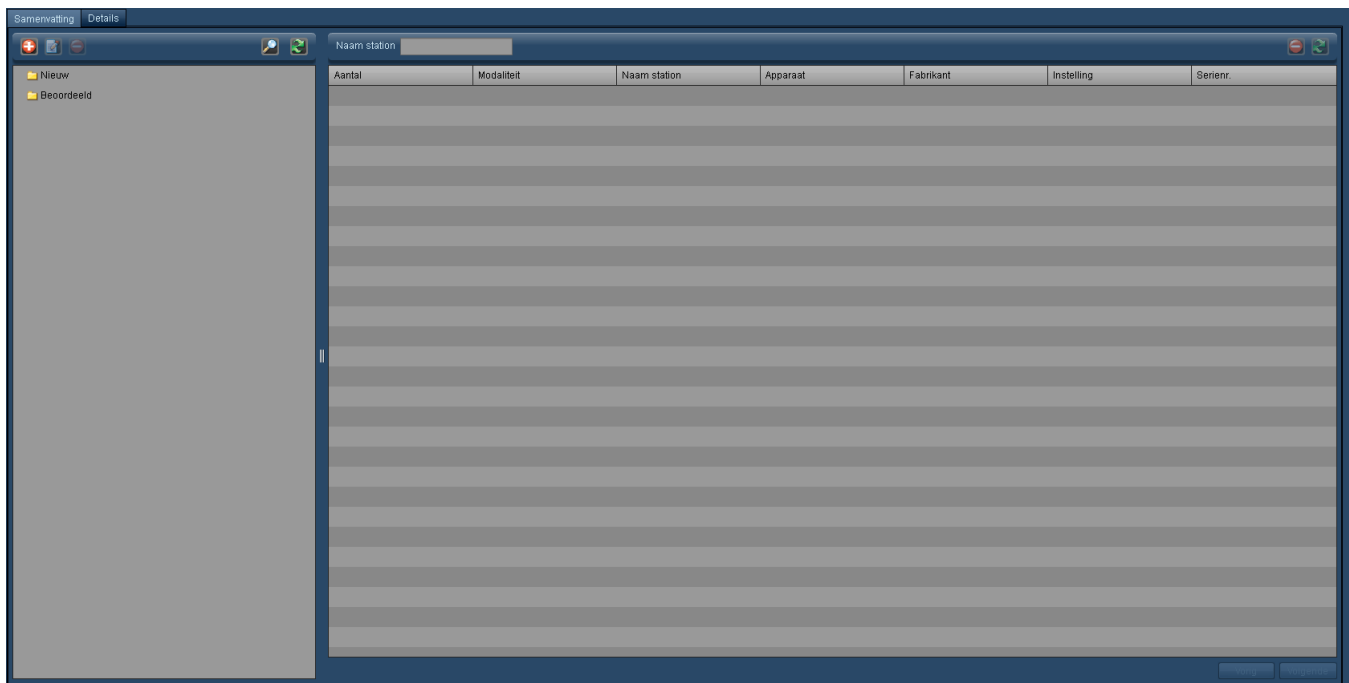 Samenvatting Details
Naam station
Nieuw
Beoordeeld
Aantal Modaliteit Naam station Apparaat Fabrikant Instelling Serienr.